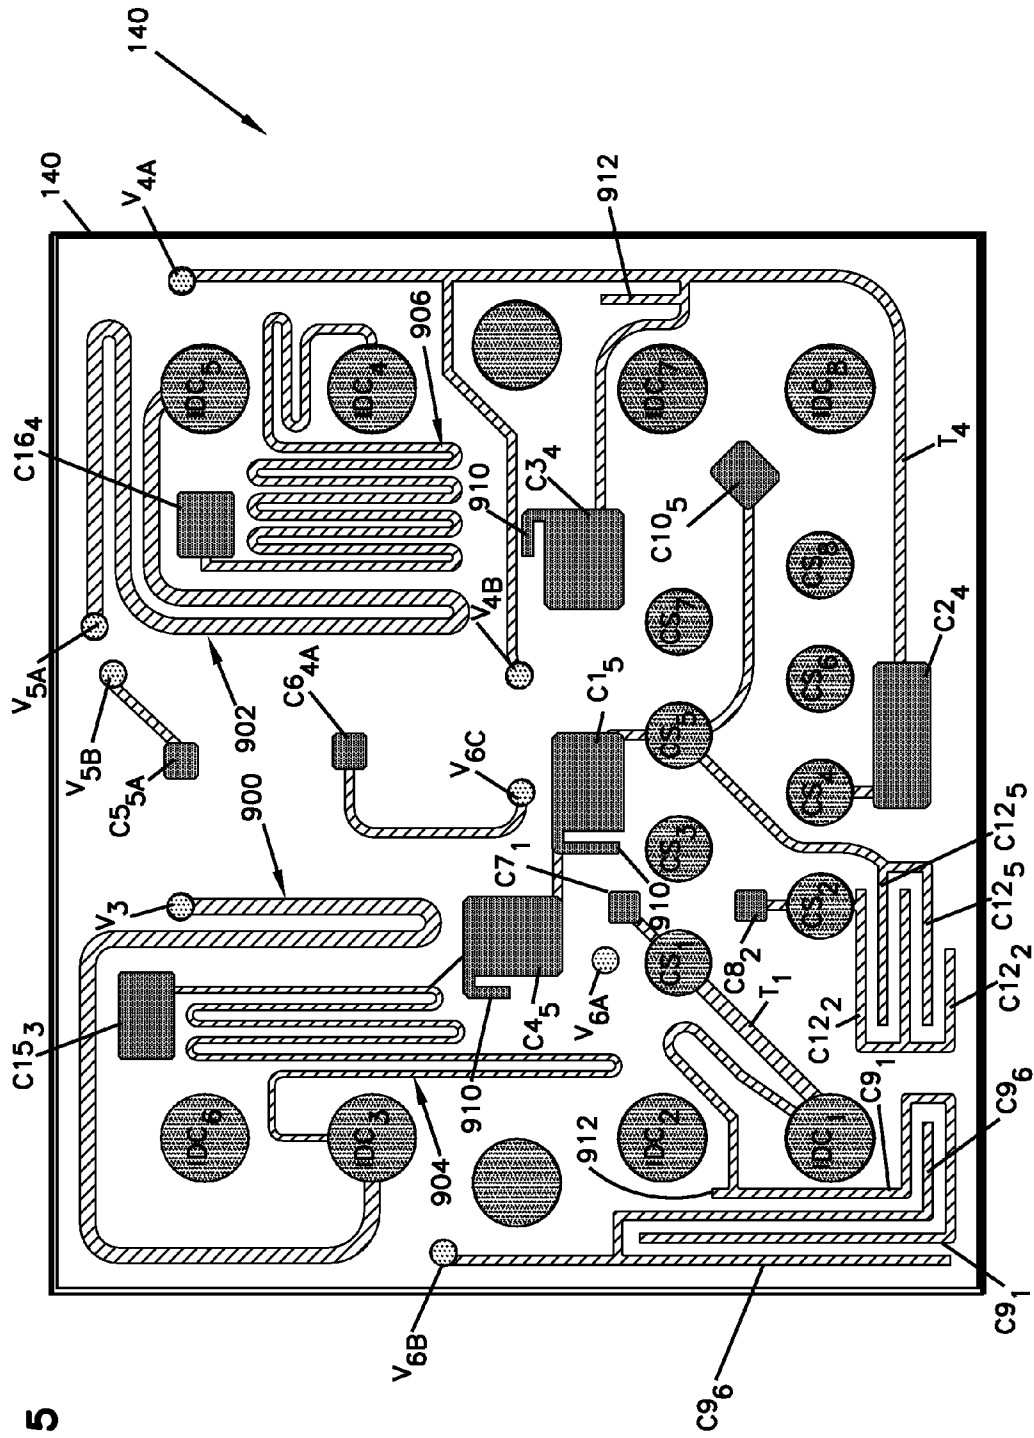 5
C15₃
V₅A
C16₄
140
V₅B
V₃
C5₅A
V₄A
140
900
902
IDC₆
IDC₅
C6₄A
IDC₃
IDC₄
V₆B
904
906
V₆C
V₄B
910
910
C4₅
C3₄
C7₁
V₆A
912
C1₅
912
910
IDC₂
CS₁
CS₃
CS₅
CS₇
IDC₇
C10₅
C8₂
C9₆
T₁
IDC₁
CS₂
CS₄
CS₆
CS₈
IDC₈
C12₂
C9₁
C2₄
T₄
C9₁
C9₆
C12₂
C12₅
C12₅